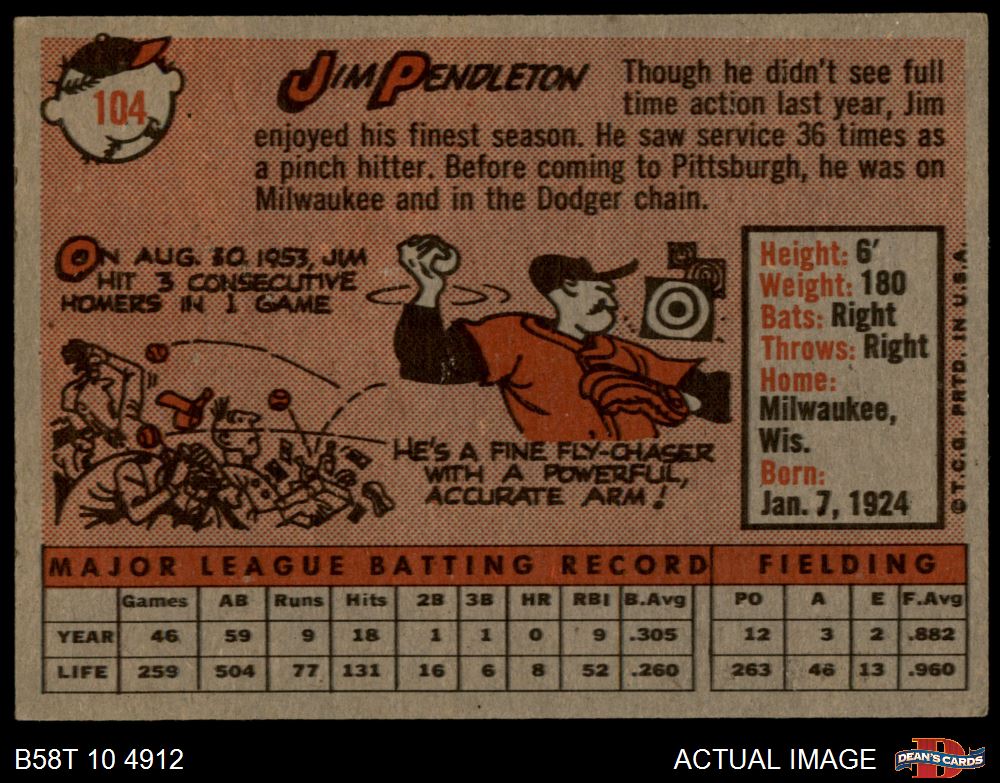 104
JIM PENDLETON
Though he didn't see full
time action last year, Jim
enjoyed his finest season. He saw service 36 times as
a pinch hitter. Before coming to Pittsburgh, he was on
Milwaukee and in the Dodger chain.
ON AUG. 30, 1953, JIM
HIT 3 CONSECUTIVE
HOMERS IN 1 GAME
HE'S A FINE FLY-CHASER
WITH A POWERFUL,
ACCURATE ARM!
Height: 6'
Weight: 180
Bats: Right
Throws: Right
Home:
Milwaukee,
Wis.
Born:
Jan. 7, 1924
© T.C.G. PRTD. IN U.S.A.
MAJOR LEAGUE BATTING RECORD FIELDING
Games AB Runs Hits 2B 3B HR RBI B.Avg PO A E F.Avg
YEAR 46 59 9 18 1 1 0 9 .305 12 3 2 .882
LIFE 259 504 77 131 16 6 8 52 .260 263 46 13 .960
B58T 10 4912
ACTUAL IMAGE
D
DEAN'S CARDS